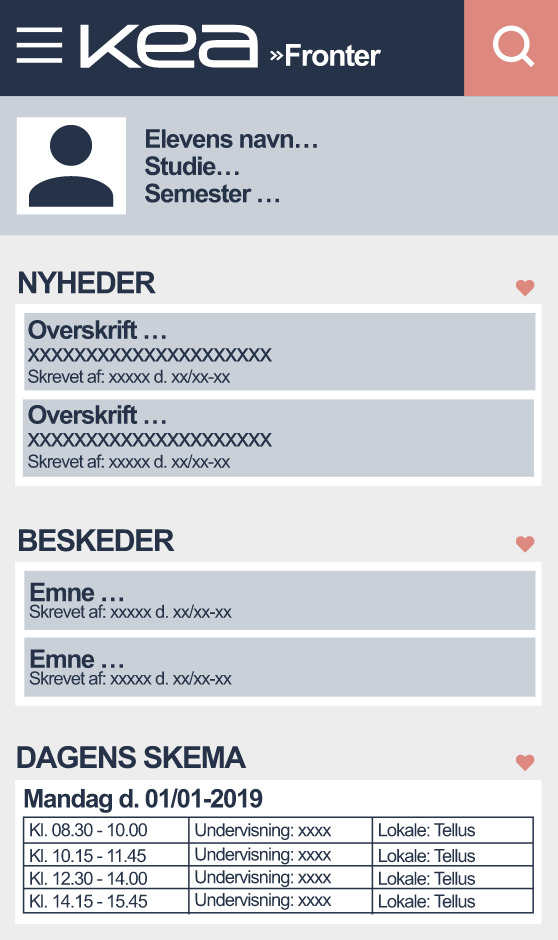 kea »Fronter
Elevens navn...
Studie...
Semester ...
NYHEDER
Overskrift ...
XXXXXXXXXXXXXXXXXXXXX
Skrevet af: xxxxx d. xx/xx-xx
Overskrift ...
XXXXXXXXXXXXXXXXXXXXX
Skrevet af: xxxxx d. xx/xx-xx
BESKEDER
Emne ...
Skrevet af: xxxxx d. xx/xx-xx
Emne ...
Skrevet af: xxxxx d. xx/xx-xx
DAGENS SKEMA
Mandag d. 01/01-2019
Kl. 08.30 - 10.00 Undervisning: xxxx Lokale: Tellus
Kl. 10.15 - 11.45 Undervisning: xxxx Lokale: Tellus
Kl. 12.30 - 14.00 Undervisning: xxxx Lokale: Tellus
Kl. 14.15 - 15.45 Undervisning: xxxx Lokale: Tellus